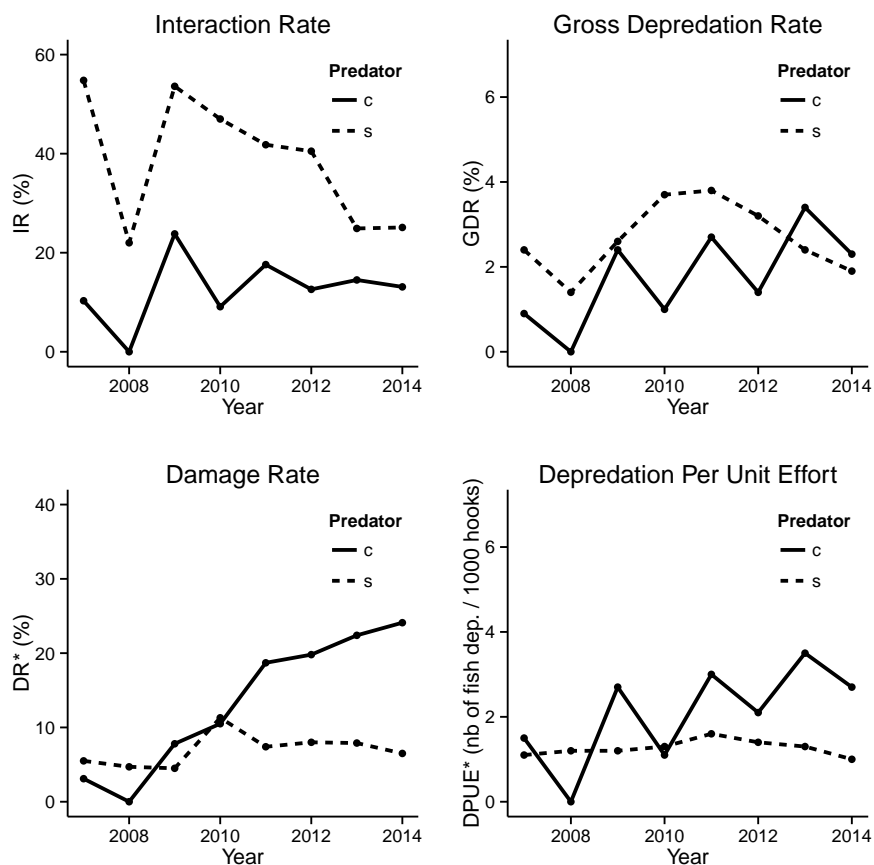 Interaction Rate
60
40
20
0
IR (%)
Predator
c
s
2008 2010 2012 2014
Year
Gross Depredation Rate
6
4
2
0
GDR (%)
Predator
c
s
2008 2010 2012 2014
Year
Damage Rate
40
30
20
10
0
DR* (%)
Predator
c
s
2008 2010 2012 2014
Year
Depredation Per Unit Effort
6
4
2
0
DPUE* (nb of fish dep. / 1000 hooks)
Predator
c
s
2008 2010 2012 2014
Year